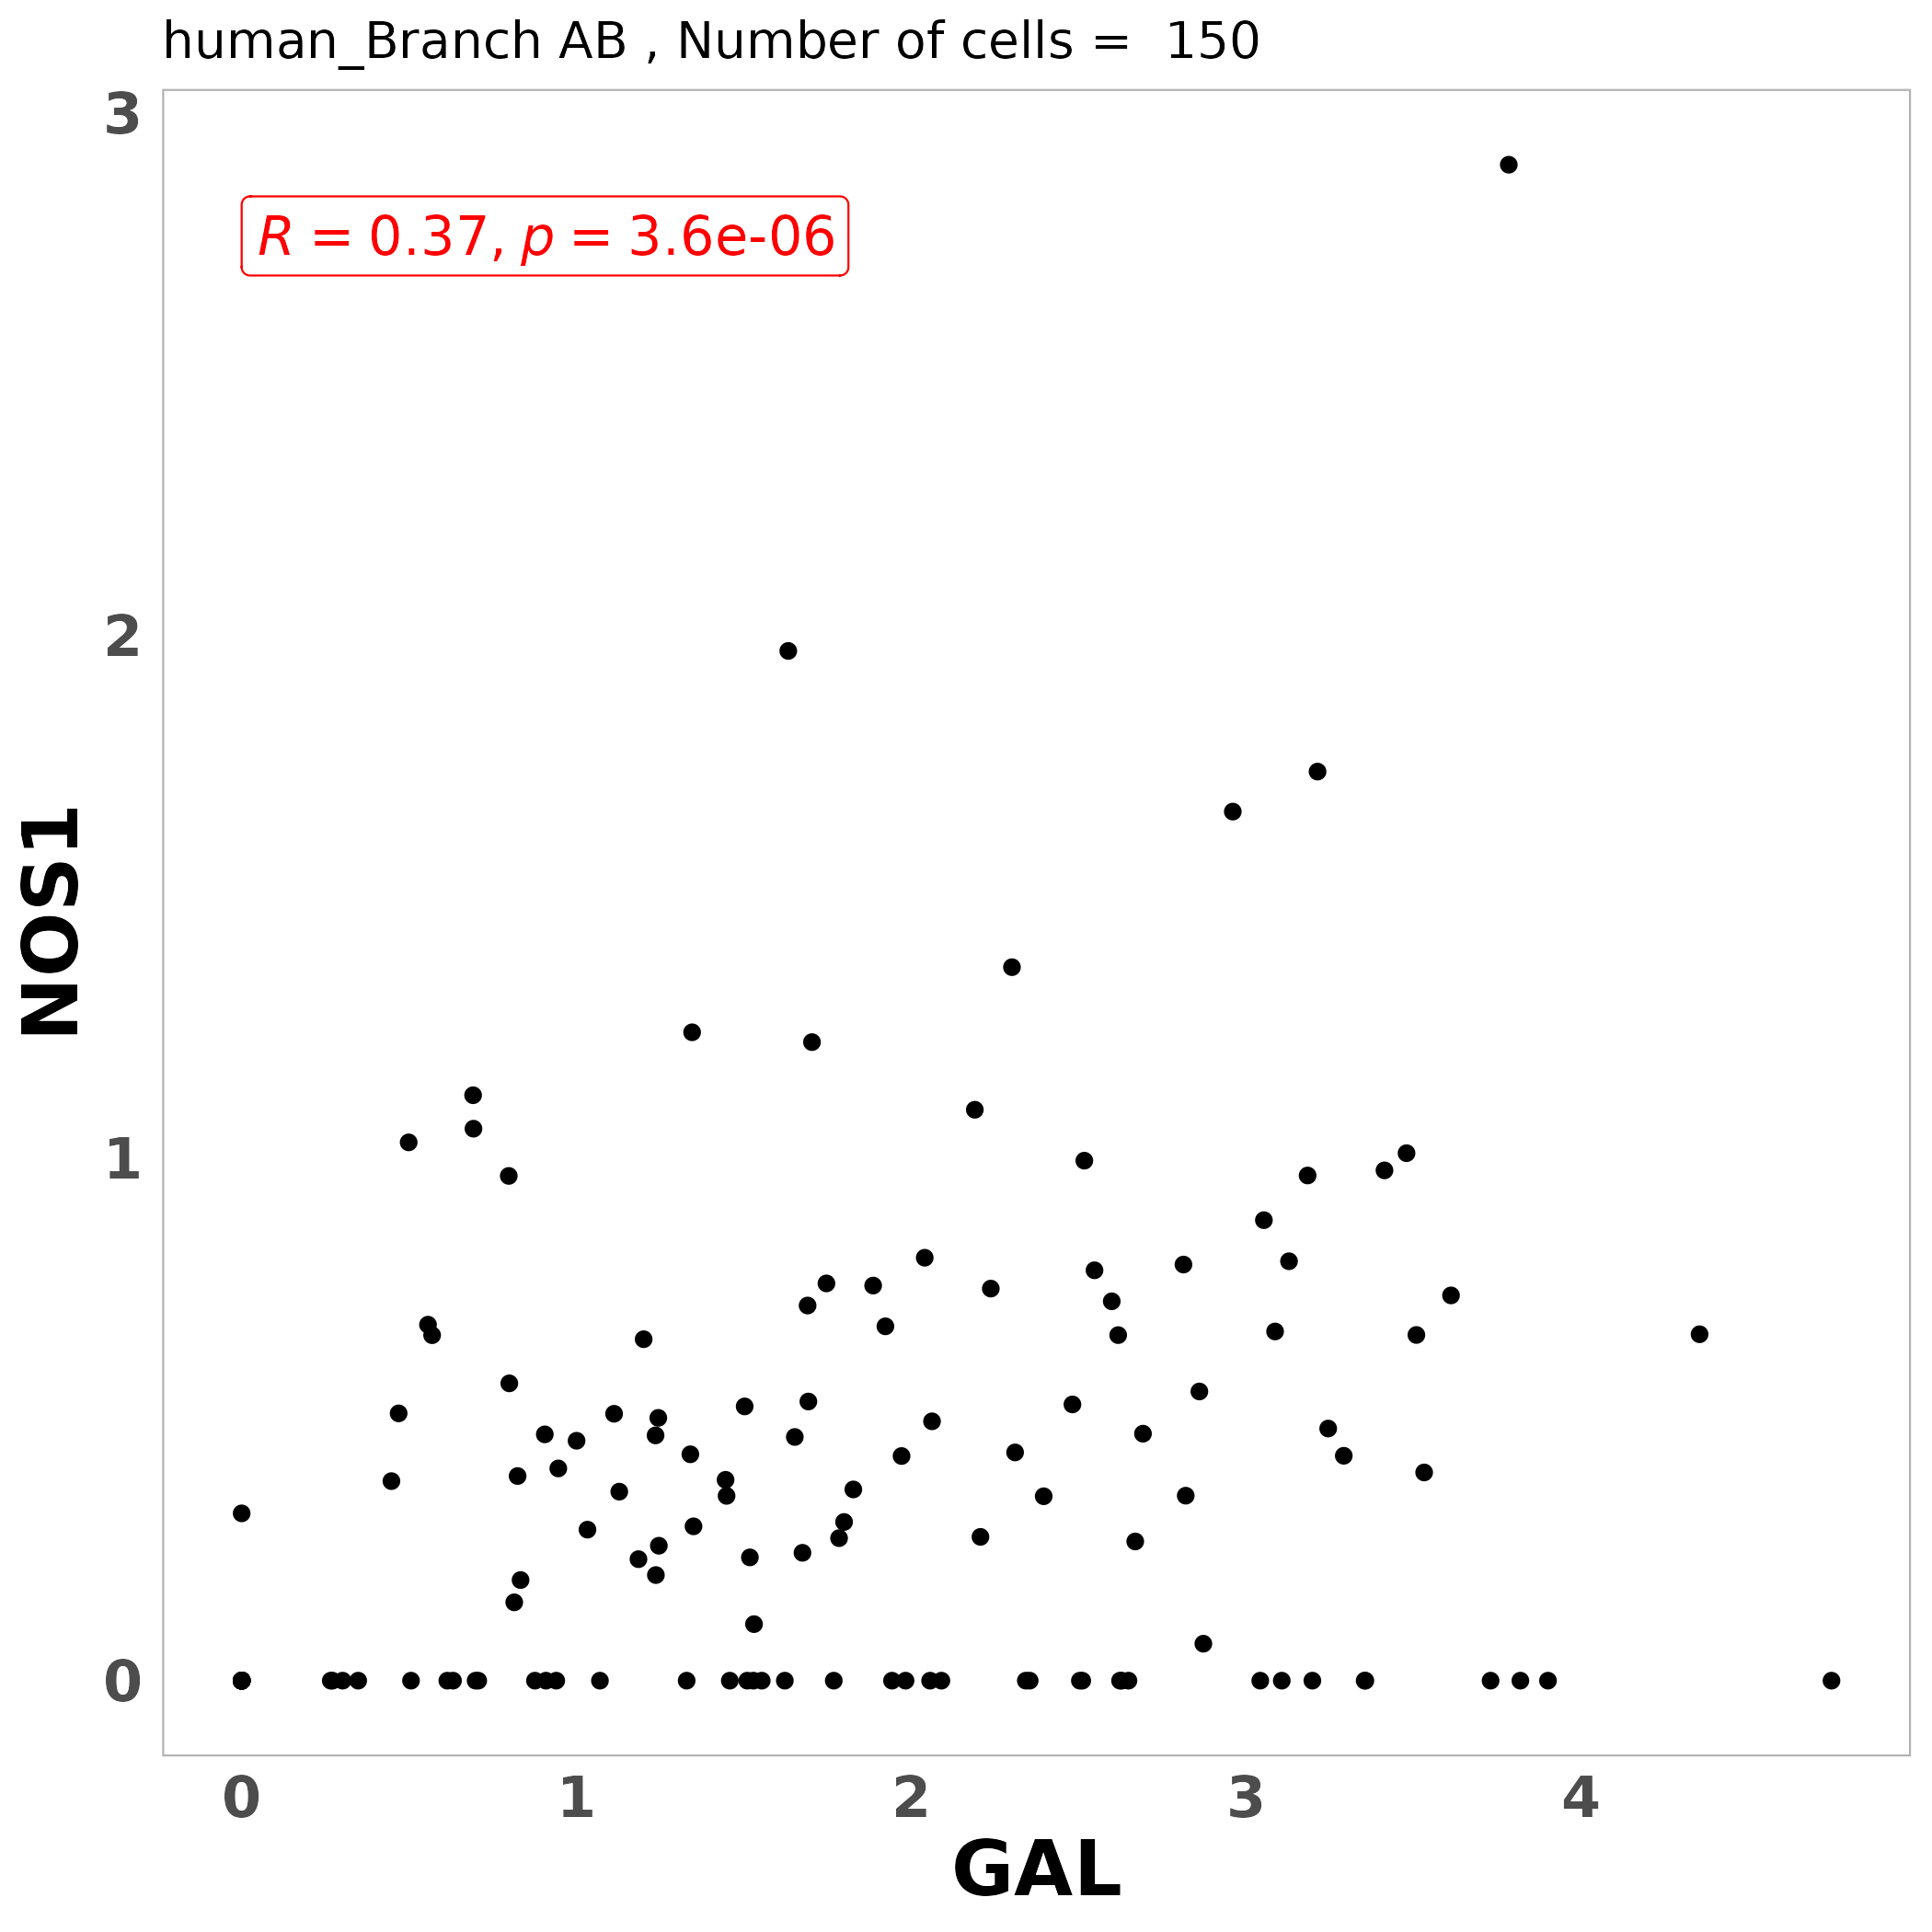 human_Branch AB , Number of cells =  150
3
R = 0.37, p = 3.6e-06
2
NOS1
1
0
0 1 2 3 4
GAL